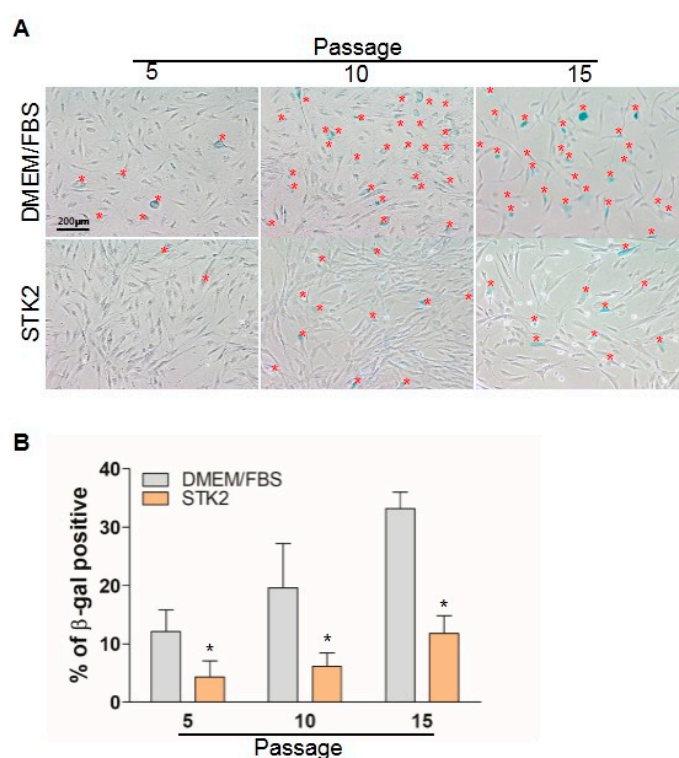 A
Passage
5 10 15
DMEM/FBS
200µm
STK2
B
% of β-gal positive
40
30
20
10
0
DMEM/FBS
STK2
* * *
5 10 15
Passage